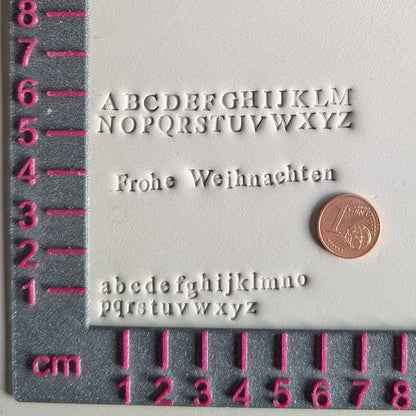 8
7
6
5
4
3
2
1
ABCDEFGHIJKLM
NOPQRSTUVWXYZ
Frohe Weihnachten
1
abcdefghijklmno
pqrstuvwxyz
cm
1 2 3 4 5 6 7 8